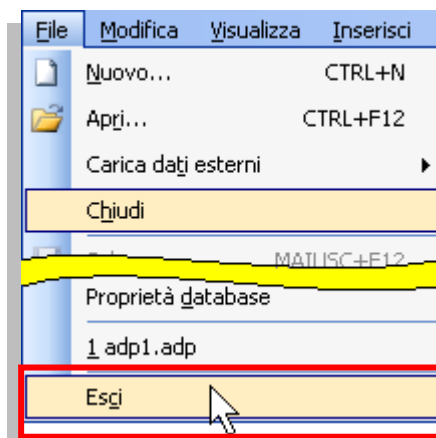 File Modifica Visualizza Inserisci
Nuovo... CTRL+N
Apri... CTRL+F12
Carica dati esterni
Chiudi
MAIUSC+F12
Proprietà database
1 adp1.adp
Esci